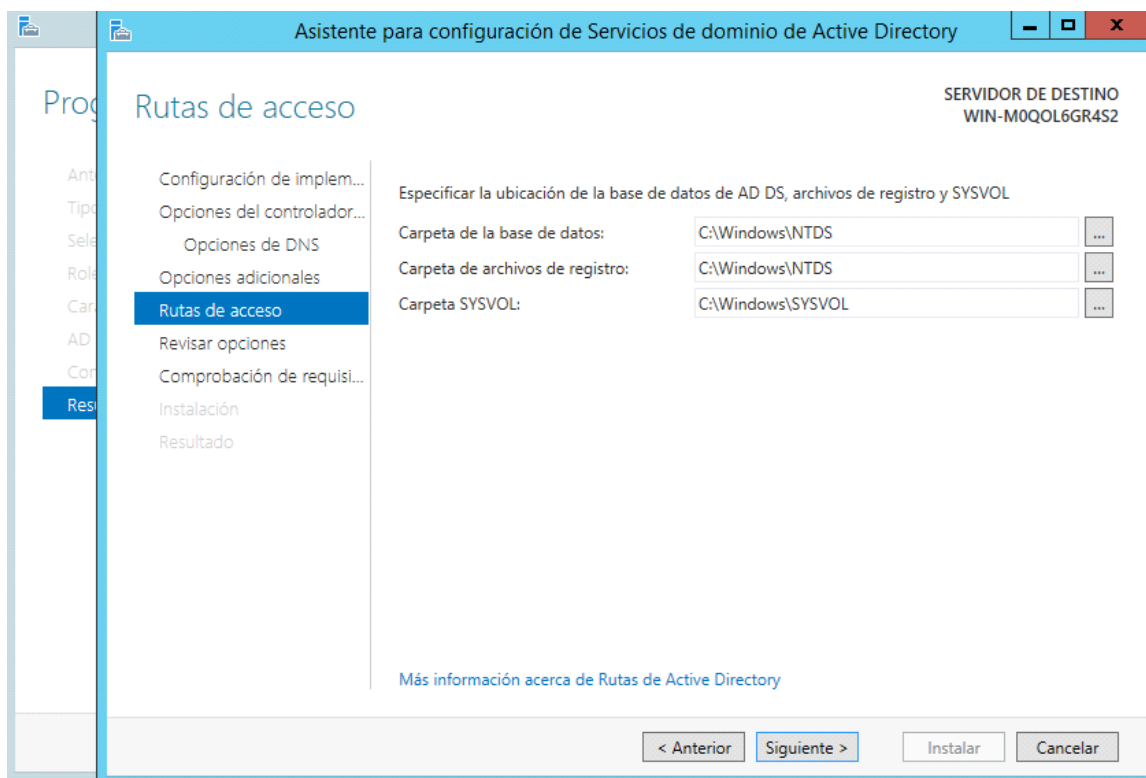 Asistente para configuración de Servicios de dominio de Active Directory
x
Rutas de acceso
SERVIDOR DE DESTINO
WIN-M0QOL6GR4S2
Configuración de implem...
Opciones del controlador...
Opciones de DNS
Opciones adicionales
Rutas de acceso
Revisar opciones
Comprobación de requisi...
Instalación
Resultado
Especificar la ubicación de la base de datos de AD DS, archivos de registro y SYSVOL
Carpeta de la base de datos: C:\Windows\NTDS ...
Carpeta de archivos de registro: C:\Windows\NTDS ...
Carpeta SYSVOL: C:\Windows\SYSVOL ...
Más información acerca de Rutas de Active Directory
< Anterior Siguiente > Instalar Cancelar
AD